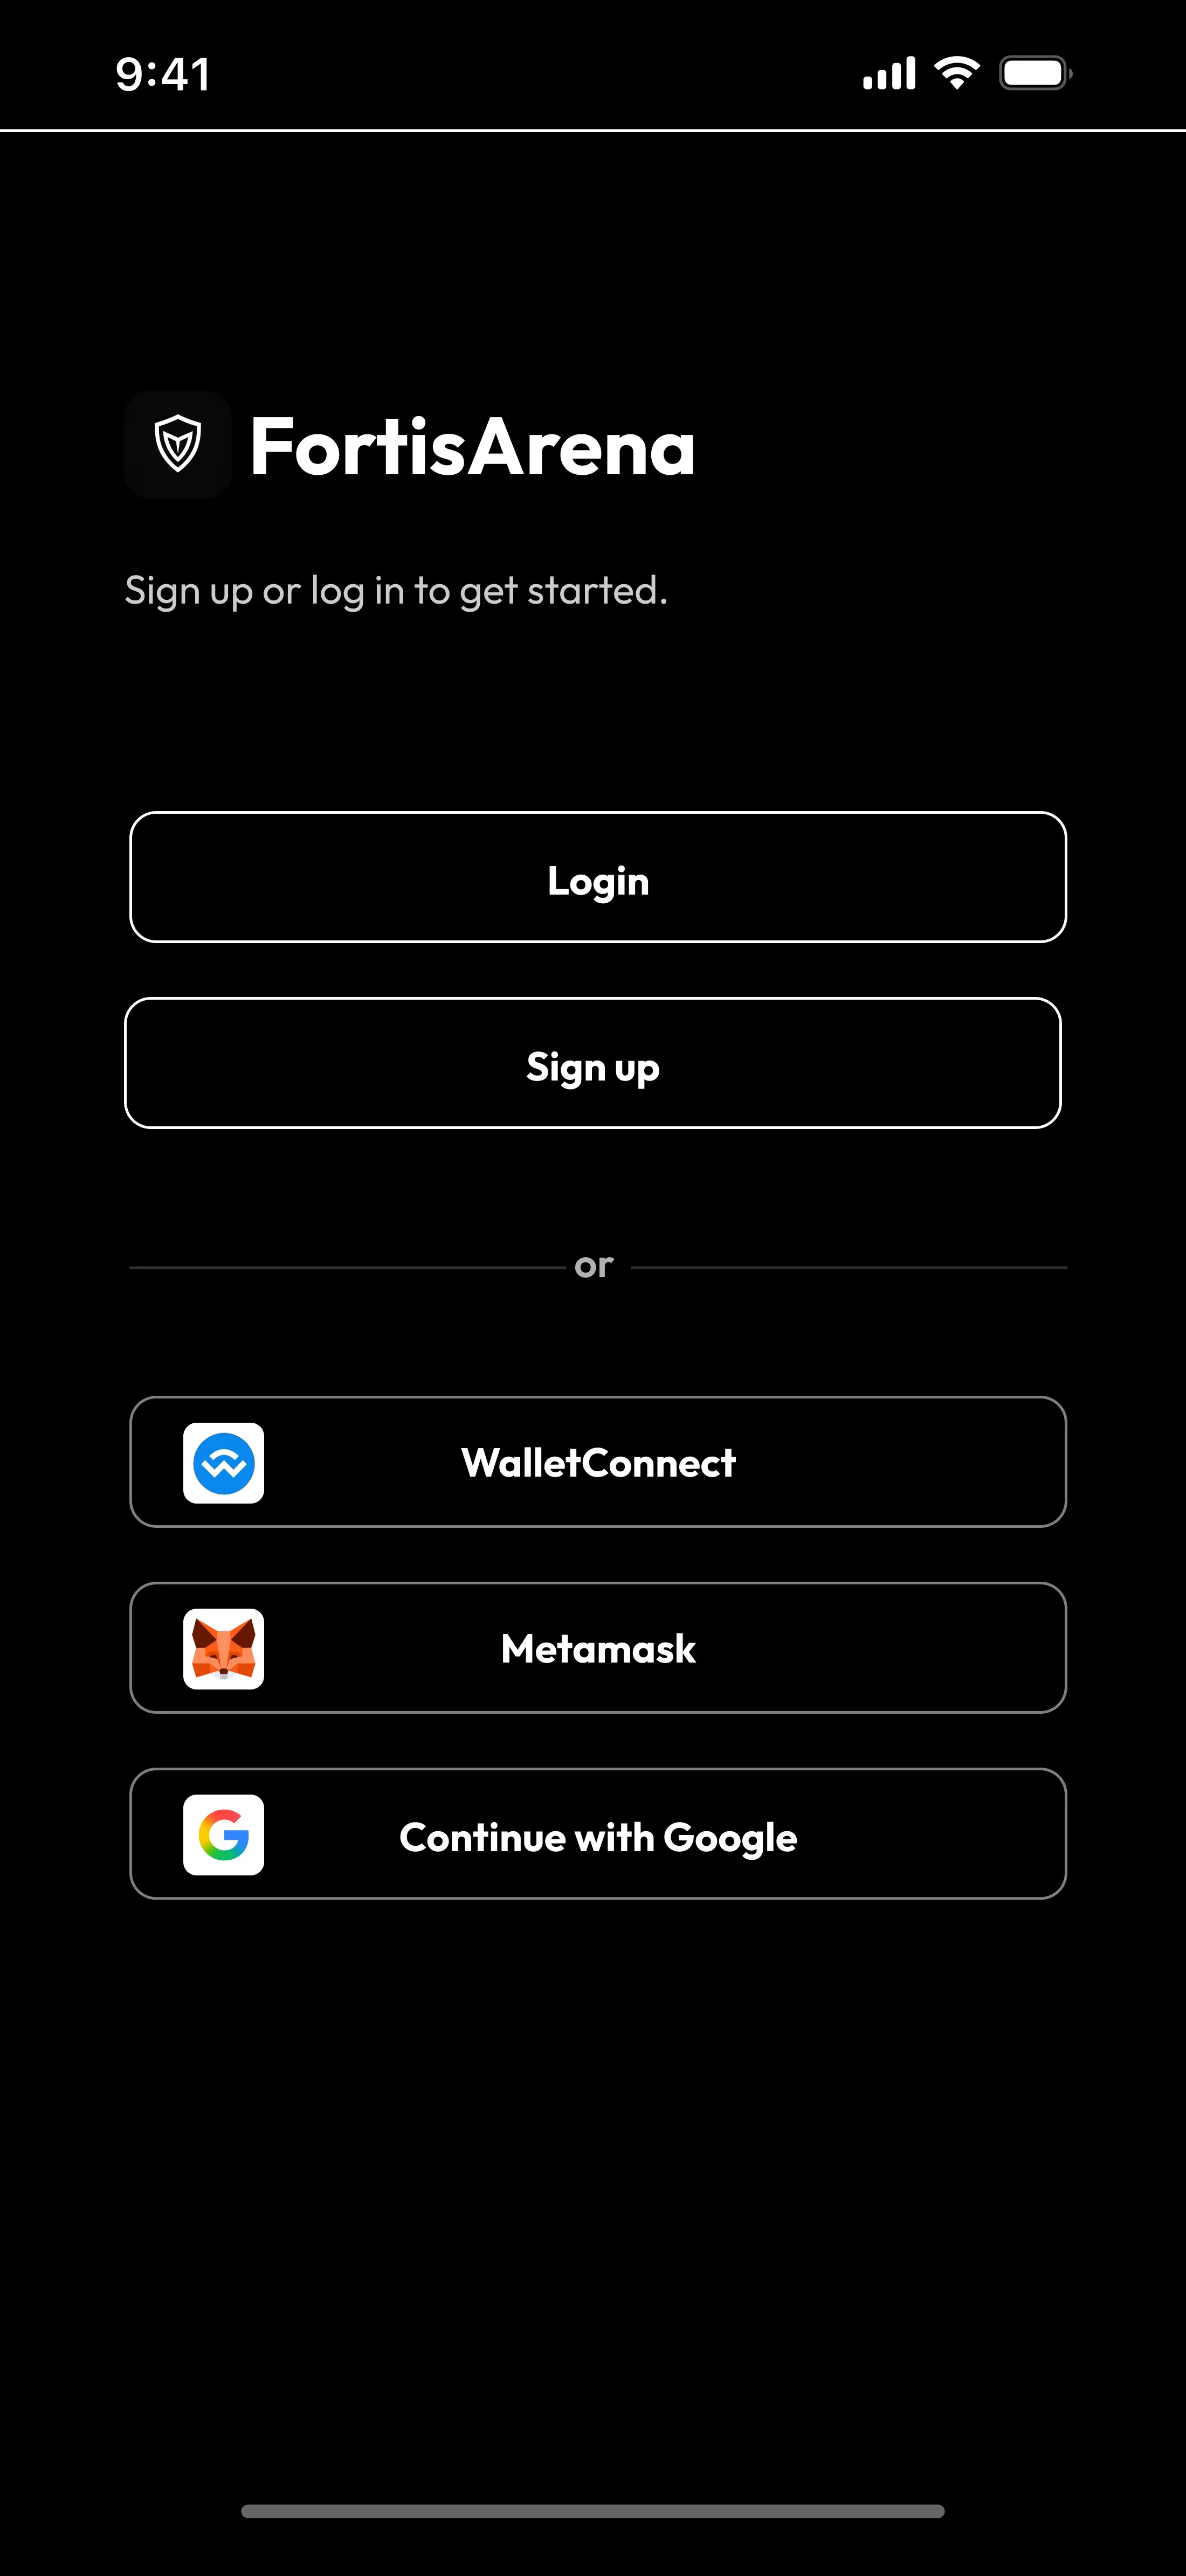 9:41
FortisArena
Sign up or log in to get started.
Login
Sign up
or
WalletConnect
Metamask
Continue with Google